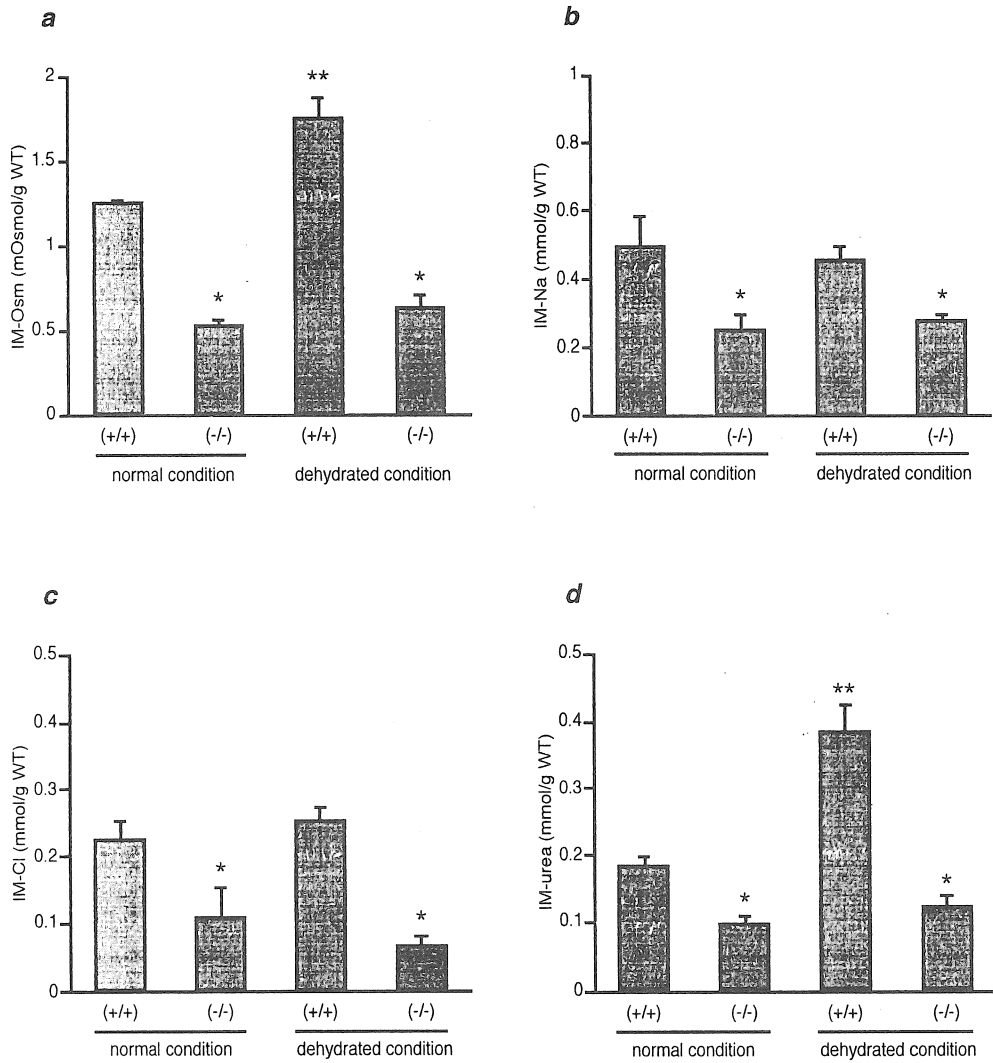 a
IM-Osm (mOsmol/g WT)
2
1.5
1
0.5
0
*
**
*
(+/+) (-/-) (+/+) (-/-)
normal condition dehydrated condition
b
IM-Na (mmol/g WT)
1
0.8
0.6
0.4
0.2
0
*
*
(+/+) (-/-) (+/+) (-/-)
normal condition dehydrated condition
c
IM-Cl (mmol/g WT)
0.5
0.4
0.3
0.2
0.1
0
*
*
(+/+) (-/-) (+/+) (-/-)
normal condition dehydrated condition
d
IM-urea (mmol/g WT)
0.5
0.4
0.3
0.2
0.1
0
*
**
*
(+/+) (-/-) (+/+) (-/-)
normal condition dehydrated condition